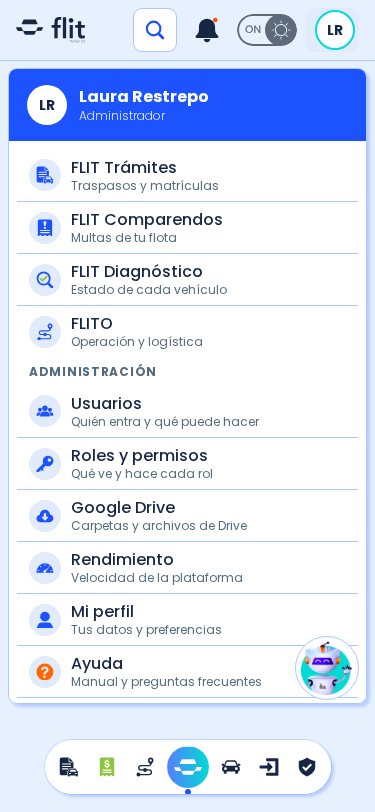 flit
ON
LR
LR
Laura Restrepo
Administrador
FLIT Trámites
Traspasos y matrículas
FLIT Comparendos
Multas de tu flota
FLIT Diagnóstico
Estado de cada vehículo
FLITO
Operación y logística
ADMINISTRACIÓN
Usuarios
Quién entra y qué puede hacer
Roles y permisos
Qué ve y hace cada rol
Google Drive
Carpetas y archivos de Drive
Rendimiento
Velocidad de la plataforma
Mi perfil
Tus datos y preferencias
Ayuda
Manual y preguntas frecuentes